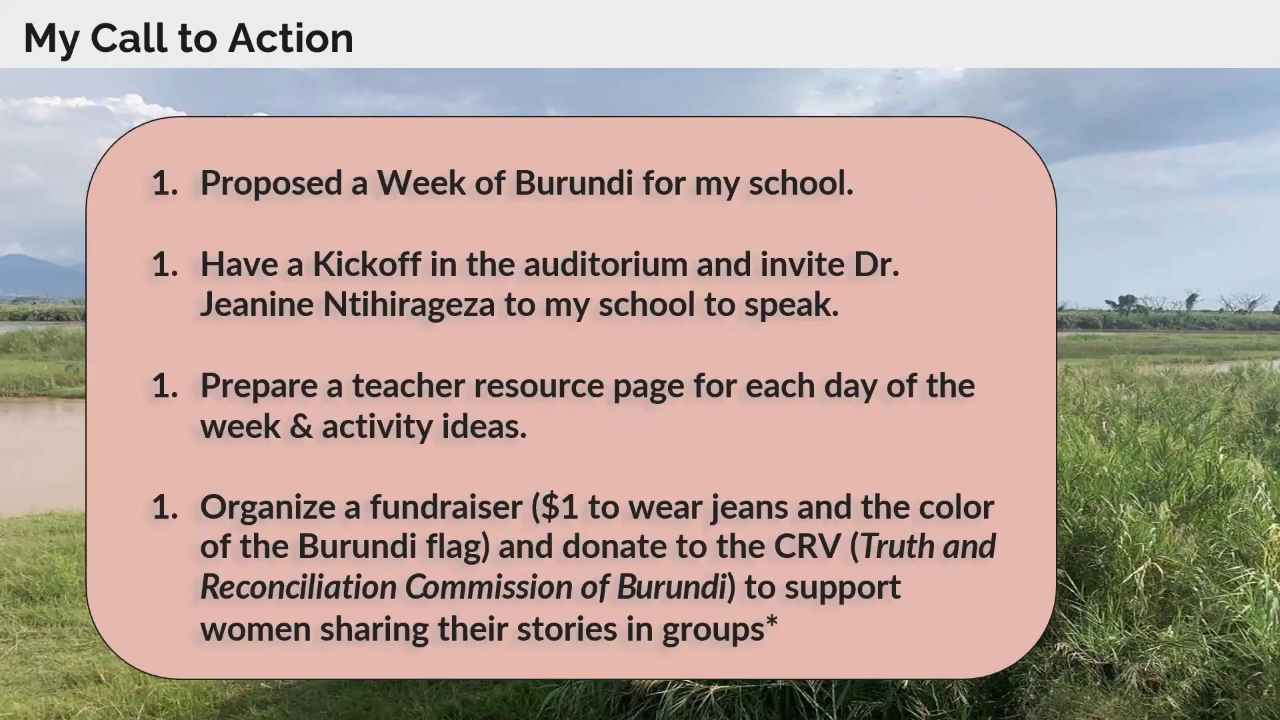 My Call to Action
1. Proposed a Week of Burundi for my school.
1. Have a Kickoff in the auditorium and invite Dr.
Jeanine Ntihirageza to my school to speak.
1. Prepare a teacher resource page for each day of the
week & activity ideas.
1. Organize a fundraiser ($1 to wear jeans and the color
of the Burundi flag) and donate to the CRV (Truth and
Reconciliation Commission of Burundi) to support
women sharing their stories in groups*